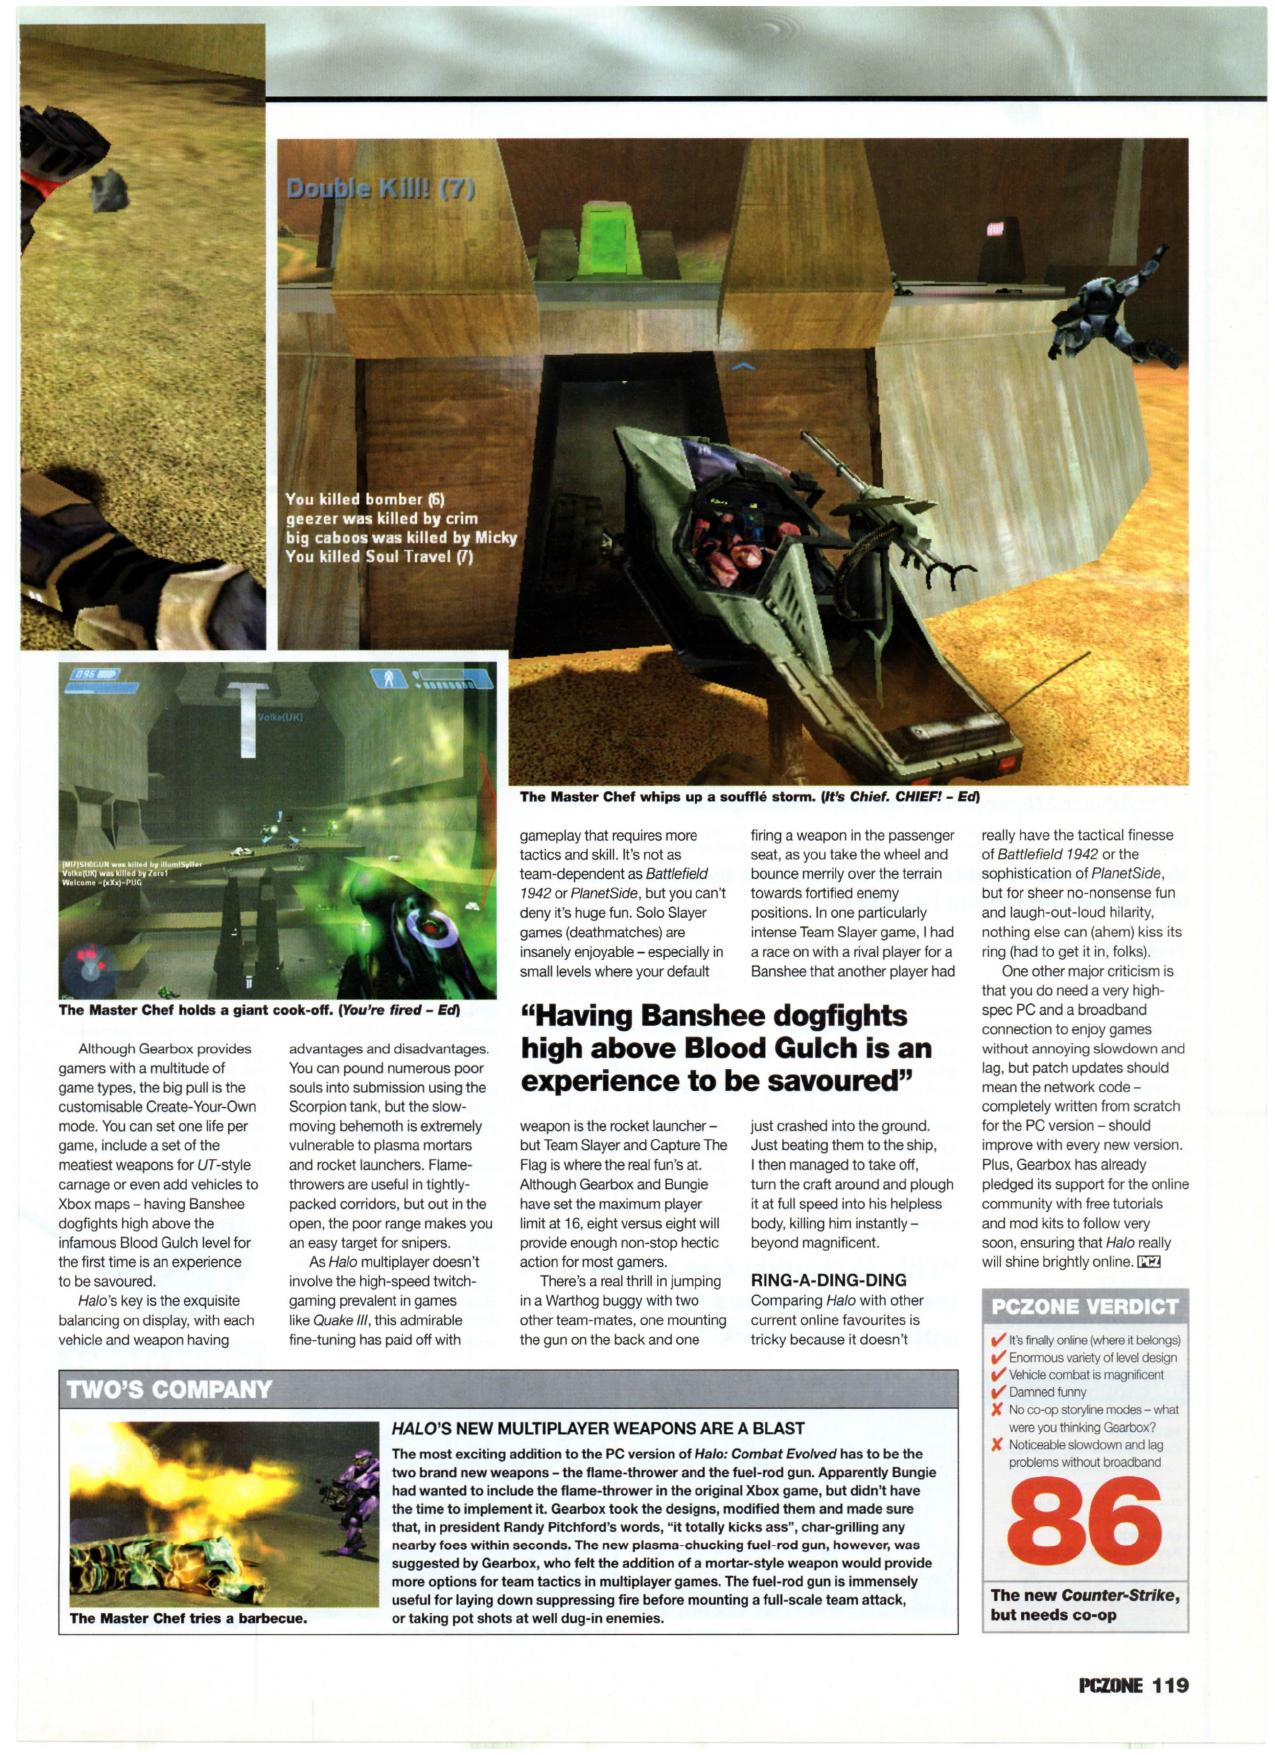 Double Kill! (7)
You killed bomber (6)
geezer was killed by crim
big caboos was killed by Micky
You killed Soul Travel (7)
096
Volke(UK)
was killed by
Volke(UK) was killed by Zero1
Welcome -(xXx)-PUG
The Master Chef whips up a soufflé storm. (It's Chief. CHIEF! – Ed)
The Master Chef holds a giant cook-off. (You're fired – Ed)
Although Gearbox provides
gamers with a multitude of
game types, the big pull is the
customisable Create-Your-Own
mode. You can set one life per
game, include a set of the
meatiest weapons for UT-style
carnage or even add vehicles to
Xbox maps – having Banshee
dogfights high above the
infamous Blood Gulch level for
the first time is an experience
to be savoured.
Halo's key is the exquisite
balancing on display, with each
vehicle and weapon having
advantages and disadvantages.
You can pound numerous poor
souls into submission using the
Scorpion tank, but the slow-
moving behemoth is extremely
vulnerable to plasma mortars
and rocket launchers. Flame-
throwers are useful in tightly-
packed corridors, but out in the
open, the poor range makes you
an easy target for snipers.
As Halo multiplayer doesn't
involve the high-speed twitch-
gaming prevalent in games
like Quake III, this admirable
fine-tuning has paid off with
gameplay that requires more
tactics and skill. It's not as
team-dependent as Battlefield
1942 or PlanetSide, but you can't
deny it's huge fun. Solo Slayer
games (deathmatches) are
insanely enjoyable – especially in
small levels where your default
"Having Banshee dogfights
high above Blood Gulch is an
experience to be savoured"
weapon is the rocket launcher –
but Team Slayer and Capture The
Flag is where the real fun's at.
Although Gearbox and Bungie
have set the maximum player
limit at 16, eight versus eight will
provide enough non-stop hectic
action for most gamers.
There's a real thrill in jumping
in a Warthog buggy with two
other team-mates, one mounting
the gun on the back and one
firing a weapon in the passenger
seat, as you take the wheel and
bounce merrily over the terrain
towards fortified enemy
positions. In one particularly
intense Team Slayer game, I had
a race on with a rival player for a
Banshee that another player had
just crashed into the ground.
Just beating them to the ship,
I then managed to take off,
turn the craft around and plough
it at full speed into his helpless
body, killing him instantly –
beyond magnificent.
RING-A-DING-DING
Comparing Halo with other
current online favourites is
tricky because it doesn't
really have the tactical finesse
of Battlefield 1942 or the
sophistication of PlanetSide,
but for sheer no-nonsense fun
and laugh-out-loud hilarity,
nothing else can (ahem) kiss its
ring (had to get it in, folks).
One other major criticism is
that you do need a very high-
spec PC and a broadband
connection to enjoy games
without annoying slowdown and
lag, but patch updates should
mean the network code –
completely written from scratch
for the PC version – should
improve with every new version.
Plus, Gearbox has already
pledged its support for the online
community with free tutorials
and mod kits to follow very
soon, ensuring that Halo really
will shine brightly online. PCZ
PCZONE VERDICT
✓ It's finally online (where it belongs)
✓ Enormous variety of level design
✓ Vehicle combat is magnificent
✓ Damned funny
✗ No co-op storyline modes – what
were you thinking Gearbox?
✗ Noticeable slowdown and lag
problems without broadband
86
The new Counter-Strike,
but needs co-op
TWO'S COMPANY
HALO'S NEW MULTIPLAYER WEAPONS ARE A BLAST
The most exciting addition to the PC version of Halo: Combat Evolved has to be the
two brand new weapons – the flame-thrower and the fuel-rod gun. Apparently Bungie
had wanted to include the flame-thrower in the original Xbox game, but didn't have
the time to implement it. Gearbox took the designs, modified them and made sure
that, in president Randy Pitchford's words, "it totally kicks ass", char-grilling any
nearby foes within seconds. The new plasma-chucking fuel-rod gun, however, was
suggested by Gearbox, who felt the addition of a mortar-style weapon would provide
more options for team tactics in multiplayer games. The fuel-rod gun is immensely
useful for laying down suppressing fire before mounting a full-scale team attack,
or taking pot shots at well dug-in enemies.
The Master Chef tries a barbecue.
PCZONE 119